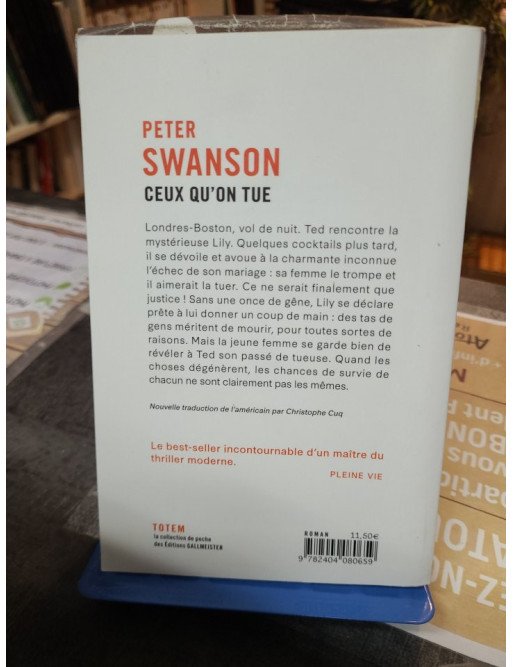 PETER
SWANSON
CEUX QU'ON TUE
Londres-Boston, vol de nuit. Ted rencontre la
mystérieuse Lily. Quelques cocktails plus tard,
il se dévoile et avoue à la charmante inconnue
l'échec de son mariage : sa femme le trompe et
il aimerait la tuer. Ce ne serait finalement que
justice ! Sans une once de gêne, Lily se déclare
prête à lui donner un coup de main : des tas de
gens méritent de mourir, pour toutes sortes de
raisons. Mais la jeune femme se garde bien de
révéler à Ted son passé de tueuse. Quand les
choses dégénèrent, les chances de survie de
chacun ne sont clairement pas les mêmes.
Nouvelle traduction de l'américain par Christophe Cuq
Le best-seller incontournable d'un maître du
thriller moderne.
PLEINE VIE
TOTEM
la collection de poche
des Éditions GALLMEISTER
ROMAN 11,50€
9 782404 080659